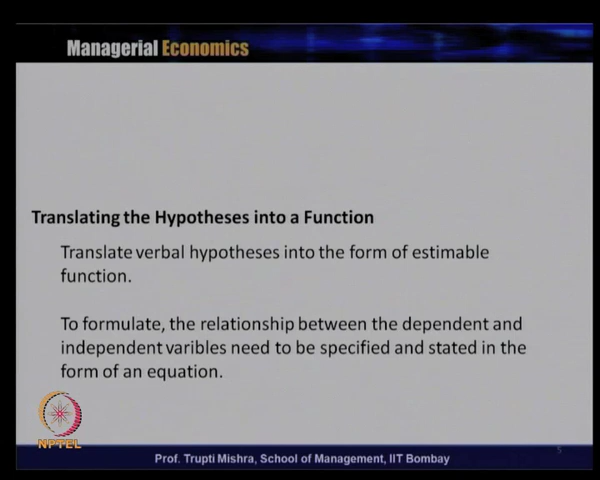 Managerial Economics
Translating the Hypotheses into a Function
Translate verbal hypotheses into the form of estimable
function.
To formulate, the relationship between the dependent and
independent varibles need to be specified and stated in the
form of an equation.
NPTEL
Prof. Trupti Mishra, School of Management, IIT Bombay
5